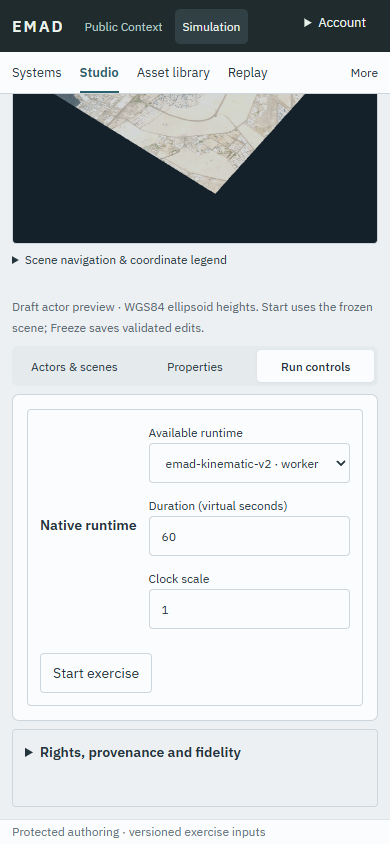 EMAD Public Context Simulation ▶ Account
Systems Studio Asset library Replay More
▶ Scene navigation & coordinate legend
Draft actor preview · WGS84 ellipsoid heights. Start uses the frozen
scene; Freeze saves validated edits.
Actors & scenes Properties Run controls
Available runtime
emad-kinematic-v2 · worker
Duration (virtual seconds)
Native runtime
60
Clock scale
1
Start exercise
▶ Rights, provenance and fidelity
Protected authoring · versioned exercise inputs